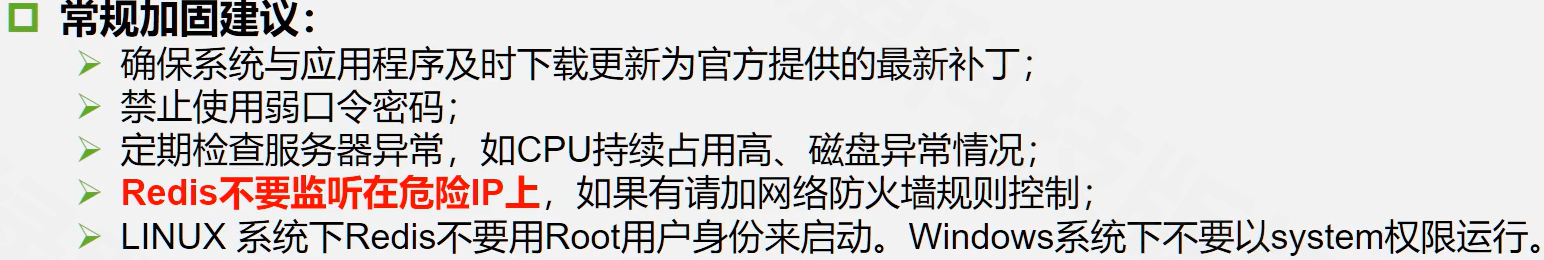 常规加固建议：
确保系统与应用程序及时下载更新为官方提供的最新补丁；
禁止使用弱口令密码；
定期检查服务器异常，如CPU持续占用高、磁盘异常情况；
Redis不要监听在危险IP上，如果有请加网络防火墙规则控制；
LINUX 系统下Redis不要用Root用户身份来启动。Windows系统下不要以system权限运行。